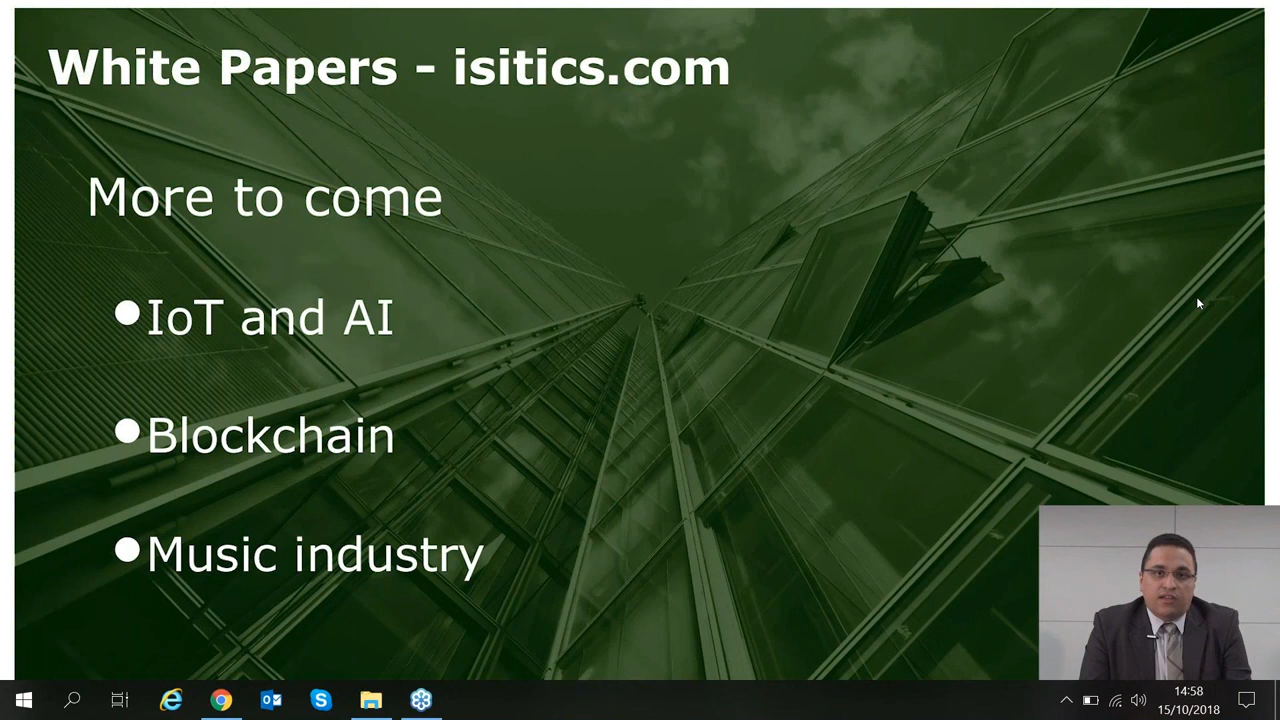 White Papers - isitics.com
More to come
●IoT and AI
●Blockchain
●Music industry
14:58
15/10/2018